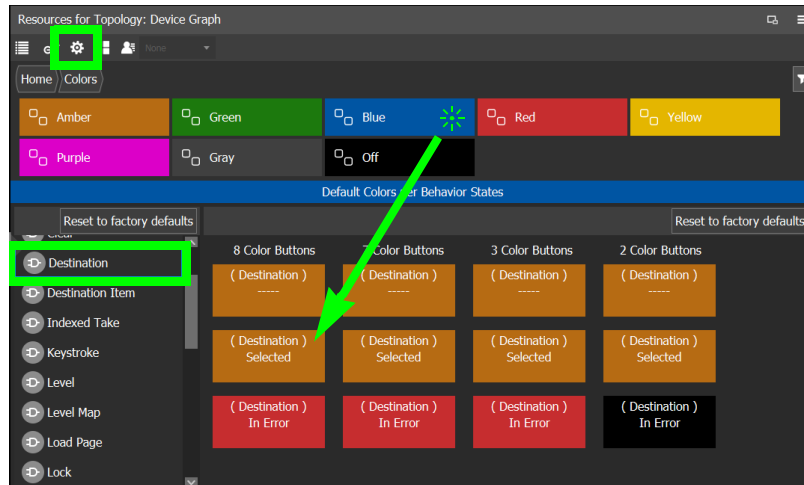 Resources for Topology: Device Graph
None
Home Colors
Amber Green Blue Red Yellow
Purple Gray Off
Default Colors per Behavior States
Reset to factory defaults Reset to factory defaults
Clear
8 Color Buttons 7 Color Buttons 3 Color Buttons 2 Color Buttons
Destination
( Destination ) ( Destination ) ( Destination ) ( Destination )
----- ----- ----- -----
Destination Item
Indexed Take
( Destination ) ( Destination ) ( Destination ) ( Destination )
Selected Selected Selected Selected
Keystroke
Level
Level Map
( Destination ) ( Destination ) ( Destination ) ( Destination )
In Error In Error In Error In Error
Load Page
Lock